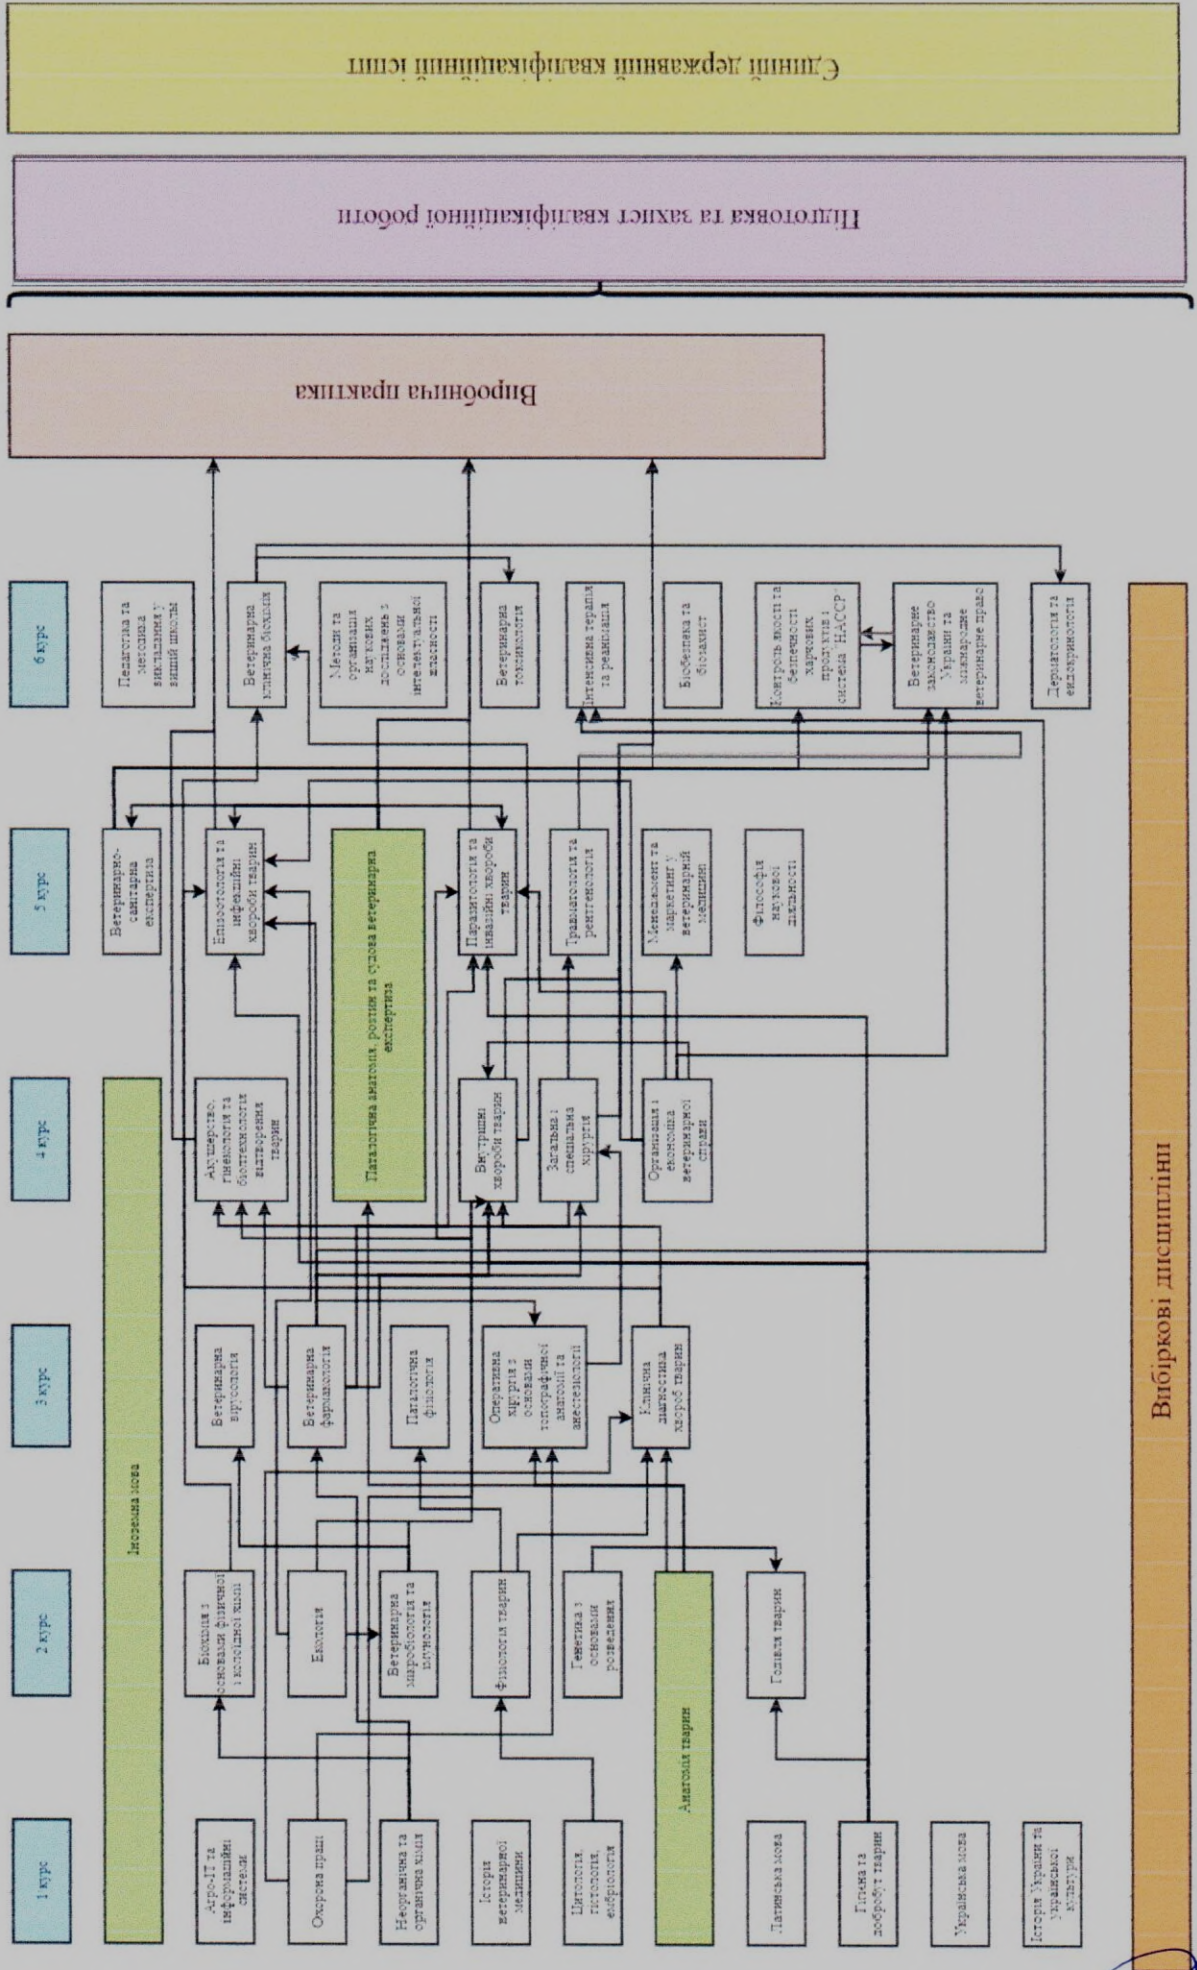 1 курс
2 курс
3 курс
4 курс
5 курс
6 курс
Іноземна мова
Агро-ІТ та
інформаційні
системи
Охорона праці
Неорганічна та
органічна хімія
Історія
ветеринарної
медицини
Цитологія,
гістологія,
ембріологія
Анатомія тварин
Латинська мова
Гігієна та
добробут тварин
Українська мова
Історія України та
української
культури
Біохімія з
основами фізичної
і колоїдної хімії
Екологія
Ветеринарна
мікробіологія та
імунологія
Фізіологія тварин
Генетика з
основами
розведення
Годівля тварин
Ветеринарна
вірусологія
Ветеринарна
фармакологія
Паталогічна
фізіологія
Оперативна
хірургія з
основами
топографічної
анатомії та
анестезіології
Клінічна
діагностика
хвороб тварин
Акушерство,
гінекологія та
біотехнологія
відтворення
тварин
Паталогічна анатомія, розтин та судова ветеринарна
експертиза
Внутрішні
хвороби тварин
Загальна і
спеціальна
хірургія
Організація і
економіка
ветеринарної
справи
Ветеринарно-
санітарна
експертиза
Епізоотологія та
інфекційні
хвороби тварин
Паразитологія та
інвазійні хвороби
тварин
Травматологія та
рентгенологія
Менеджмент та
маркетинг у
ветеринарній
медицині
Філософія
наукової
діяльності
Педагогіка та
методика
викладання у
вищій школі
Ветеринарна
клінічна біохімія
Методи та
організація
наукових
досліджень з
основами
інтелектуальної
власності
Ветеринарна
токсикологія
Інтенсивна терапія
та реанімація
Біобезпека та
біозахист
Контроль якості та
безпечності
харчових
продуктів і
система "НАССР"
Ветеринарне
законодавство
України та
міжнародне
ветеринарне право
Дерматологія та
ендокринологія
Виробнича практика
Підготовка та захист кваліфікаційної роботи
Єдиний державний кваліфікаційний іспит
Вибіркові дисципліни